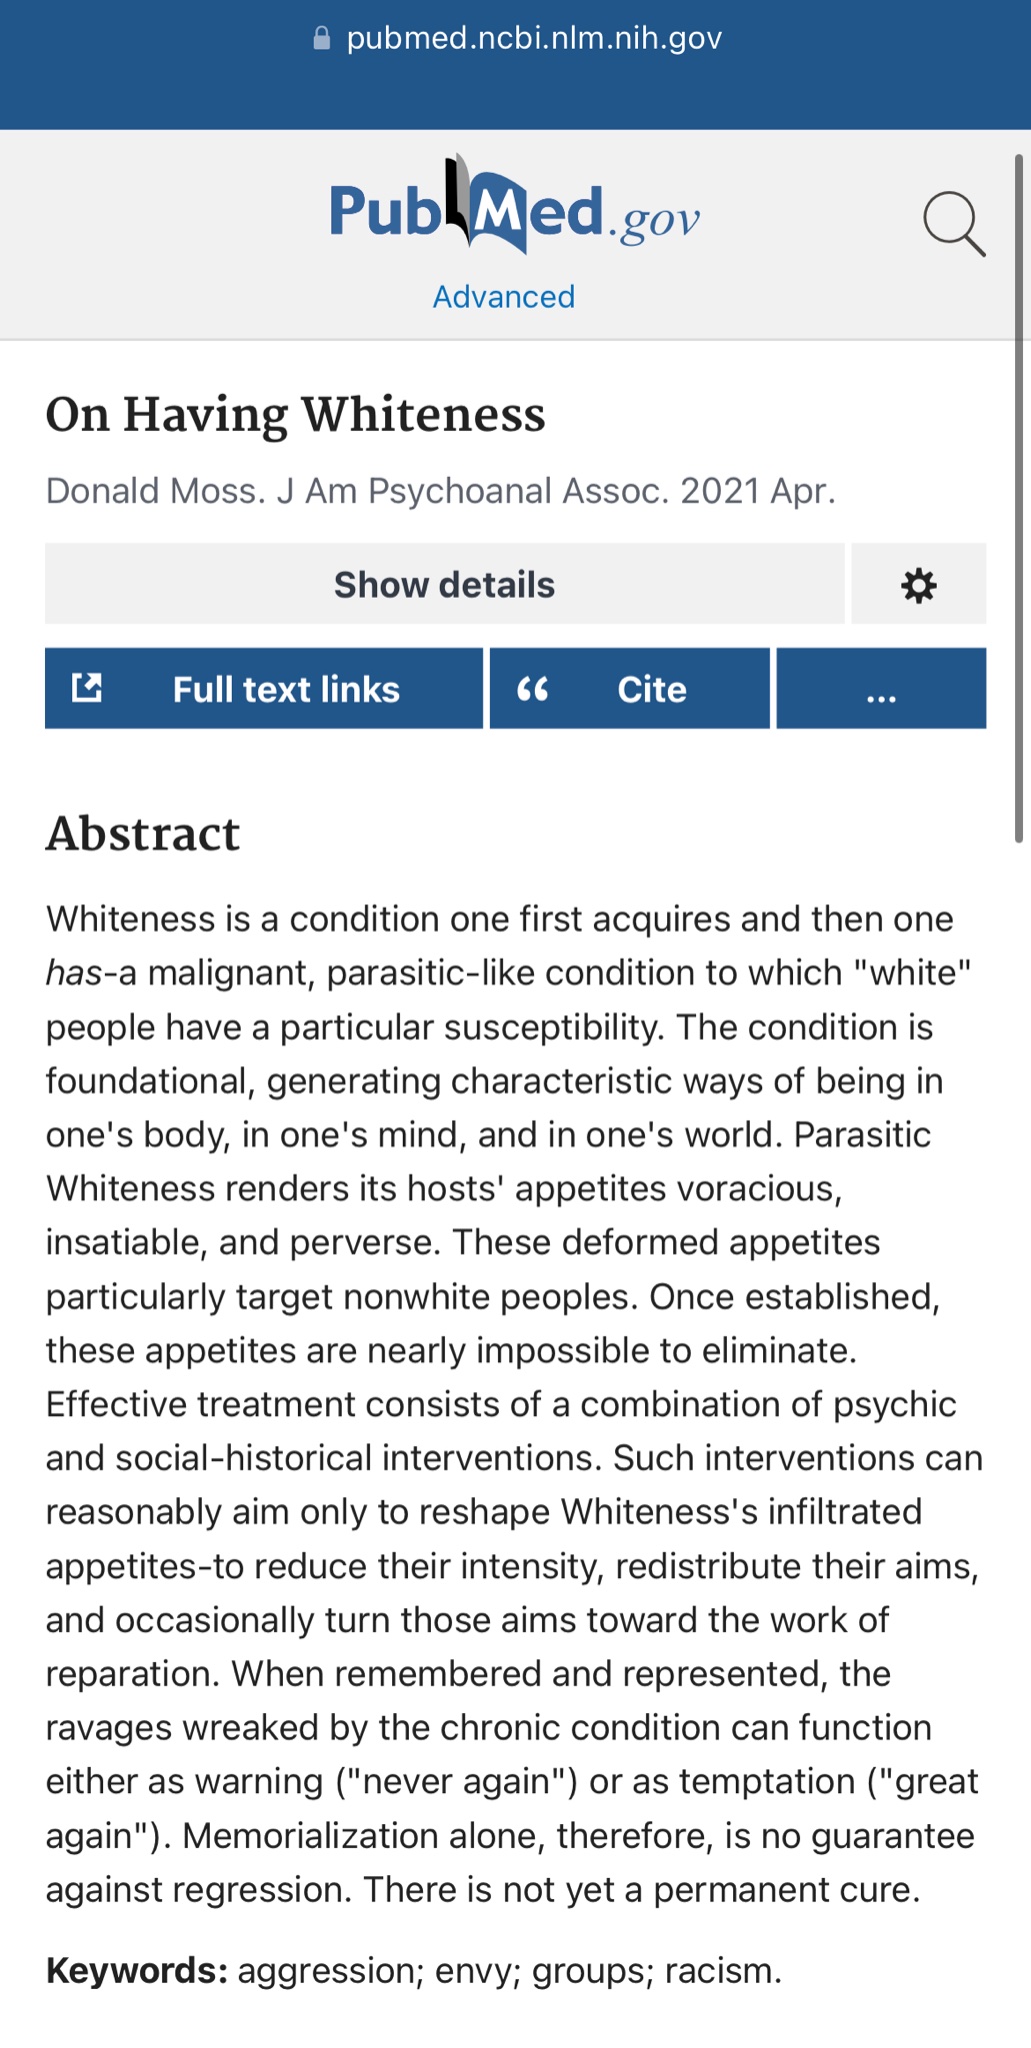 pubmed.ncbi.nlm.nih.gov
PubMed.gov
Advanced
On Having Whiteness
Donald Moss. J Am Psychoanal Assoc. 2021 Apr.
Show details
Full text links
Cite
...
Abstract
Whiteness is a condition one first acquires and then one
has-a malignant, parasitic-like condition to which "white"
people have a particular susceptibility. The condition is
foundational, generating characteristic ways of being in
one's body, in one's mind, and in one's world. Parasitic
Whiteness renders its hosts' appetites voracious,
insatiable, and perverse. These deformed appetites
particularly target nonwhite peoples. Once established,
these appetites are nearly impossible to eliminate.
Effective treatment consists of a combination of psychic
and social-historical interventions. Such interventions can
reasonably aim only to reshape Whiteness's infiltrated
appetites-to reduce their intensity, redistribute their aims,
and occasionally turn those aims toward the work of
reparation. When remembered and represented, the
ravages wreaked by the chronic condition can function
either as warning ("never again") or as temptation ("great
again"). Memorialization alone, therefore, is no guarantee
against regression. There is not yet a permanent cure.
Keywords: aggression; envy; groups; racism.